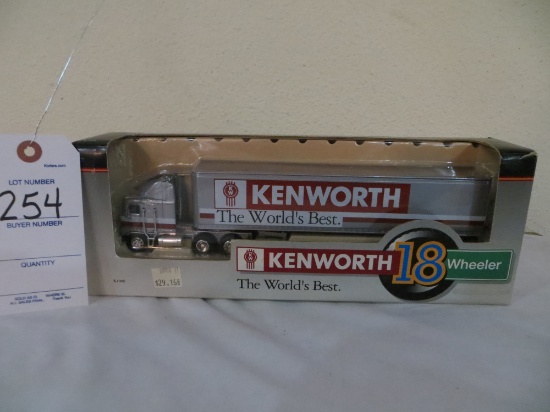 LOT NUMBER
254
BUYER NUMBER
QUANTITY
KENWORTH
The World's Best.
KENWORTH
The World's Best.
18
Wheeler